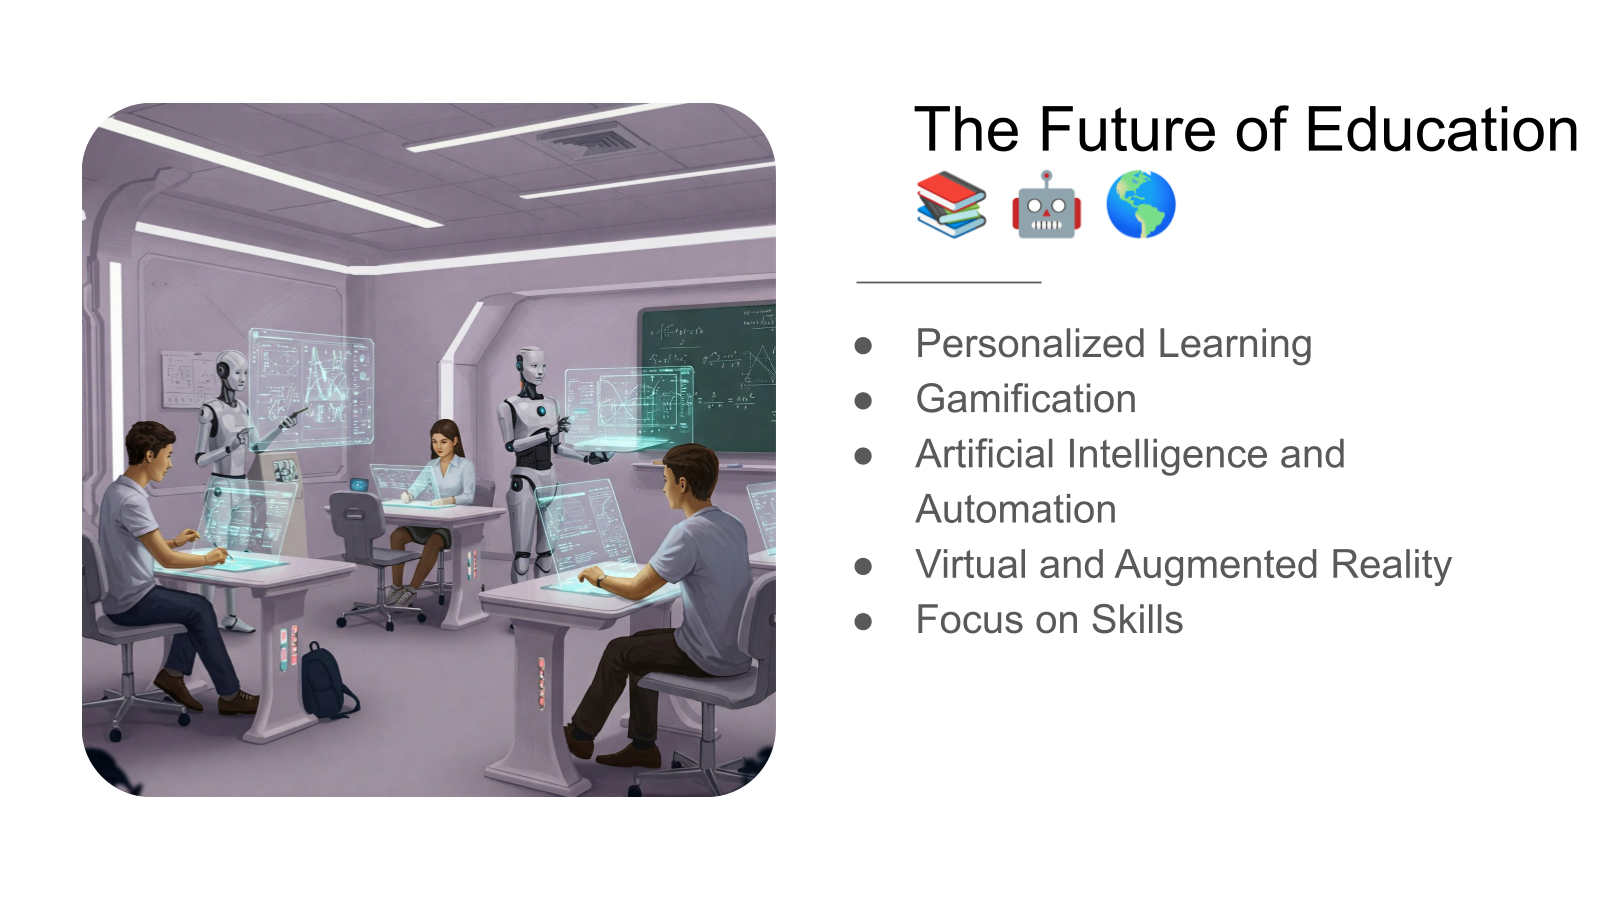 The Future of Education
📚 🤖 🌎
● Personalized Learning
● Gamification
● Artificial Intelligence and
Automation
● Virtual and Augmented Reality
● Focus on Skills